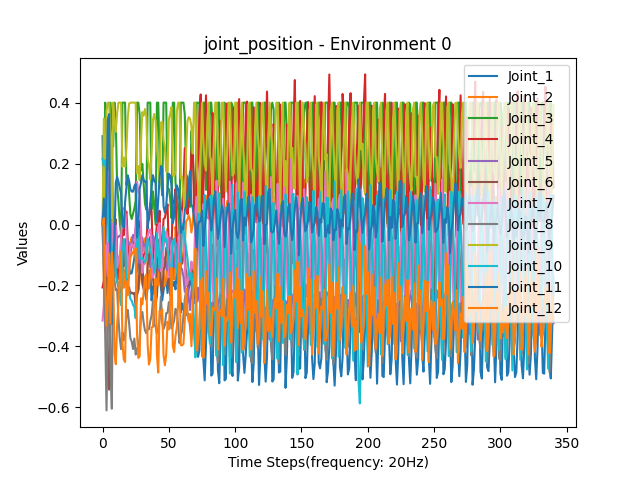 joint_position - Environment 0
Values
0.4
0.2
0.0
−0.2
−0.4
−0.6
0
50
100
150
200
250
300
350
Time Steps(frequency: 20Hz)
Joint_1
Joint_2
Joint_3
Joint_4
Joint_5
Joint_6
Joint_7
Joint_8
Joint_9
Joint_10
Joint_11
Joint_12